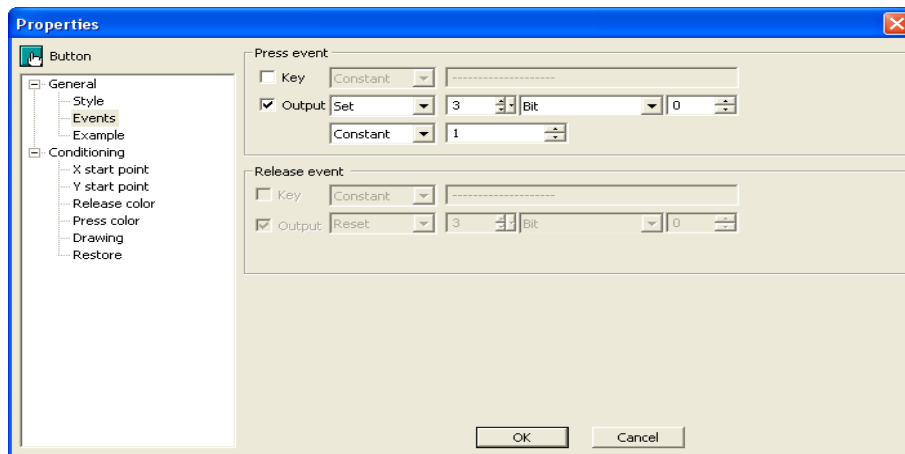 Properties
Button
General
Style
Events
Example
Conditioning
X start point
Y start point
Release color
Press color
Drawing
Restore
Press event
Key Constant --------------------
Output Set 3 Bit 0
Constant 1
Release event
Key Constant --------------------
Output Reset 3 Bit 0
OK Cancel